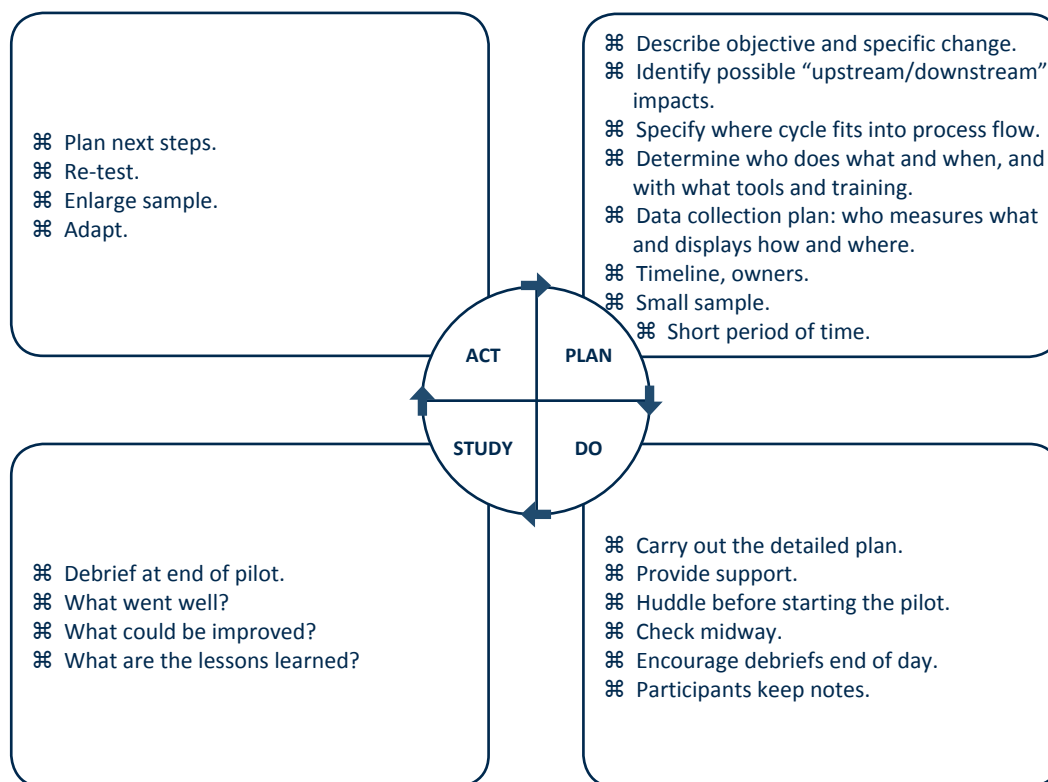 ⌘ Plan next steps.
⌘ Re-test.
⌘ Enlarge sample.
⌘ Adapt.
⌘ Describe objective and specific change.
⌘ Identify possible “upstream/downstream”
impacts.
⌘ Specify where cycle fits into process flow.
⌘ Determine who does what and when, and
with what tools and training.
⌘ Data collection plan: who measures what
and displays how and where.
⌘ Timeline, owners.
⌘ Small sample.
⌘ Short period of time.
ACT
PLAN
STUDY
DO
⌘ Debrief at end of pilot.
⌘ What went well?
⌘ What could be improved?
⌘ What are the lessons learned?
⌘ Carry out the detailed plan.
⌘ Provide support.
⌘ Huddle before starting the pilot.
⌘ Check midway.
⌘ Encourage debriefs end of day.
⌘ Participants keep notes.